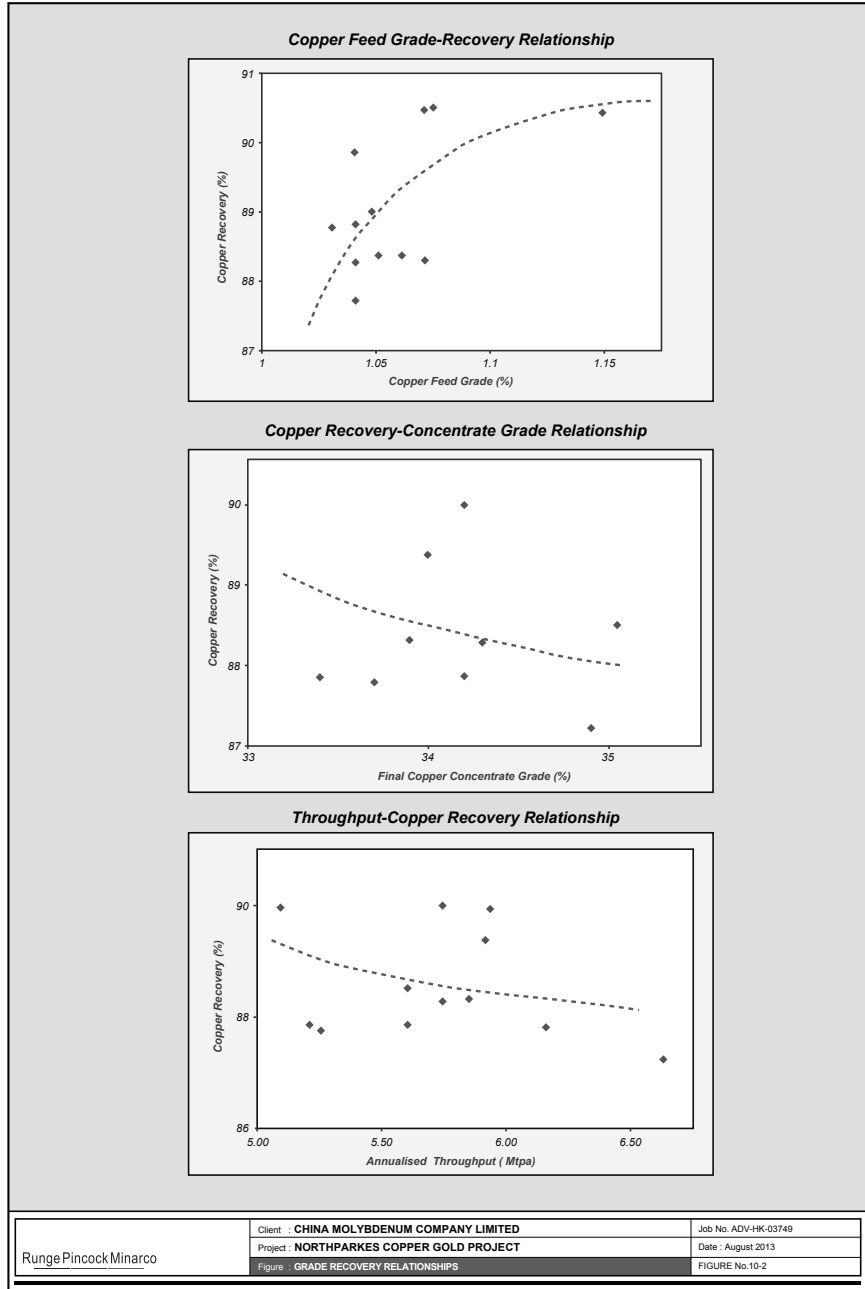 Copper Feed Grade-Recovery Relationship
91
90
89
88
87
Copper Recovery (%)
1
1.05
1.1
1.15
Copper Feed Grade (%)
Copper Recovery-Concentrate Grade Relationship
90
89
88
87
Copper Recovery (%)
33
34
35
Final Copper Concentrate Grade (%)
Throughput-Copper Recovery Relationship
90
88
86
Copper Recovery (%)
5.00
5.50
6.00
6.50
Annualised Throughput ( Mtpa)
RungePincockMinarco
Client : CHINA MOLYBDENUM COMPANY LIMITED
Job No. ADV-HK-03749
Project : NORTHPARKES COPPER GOLD PROJECT
Date : August 2013
Figure : GRADE RECOVERY RELATIONSHIPS
FIGURE No.10-2